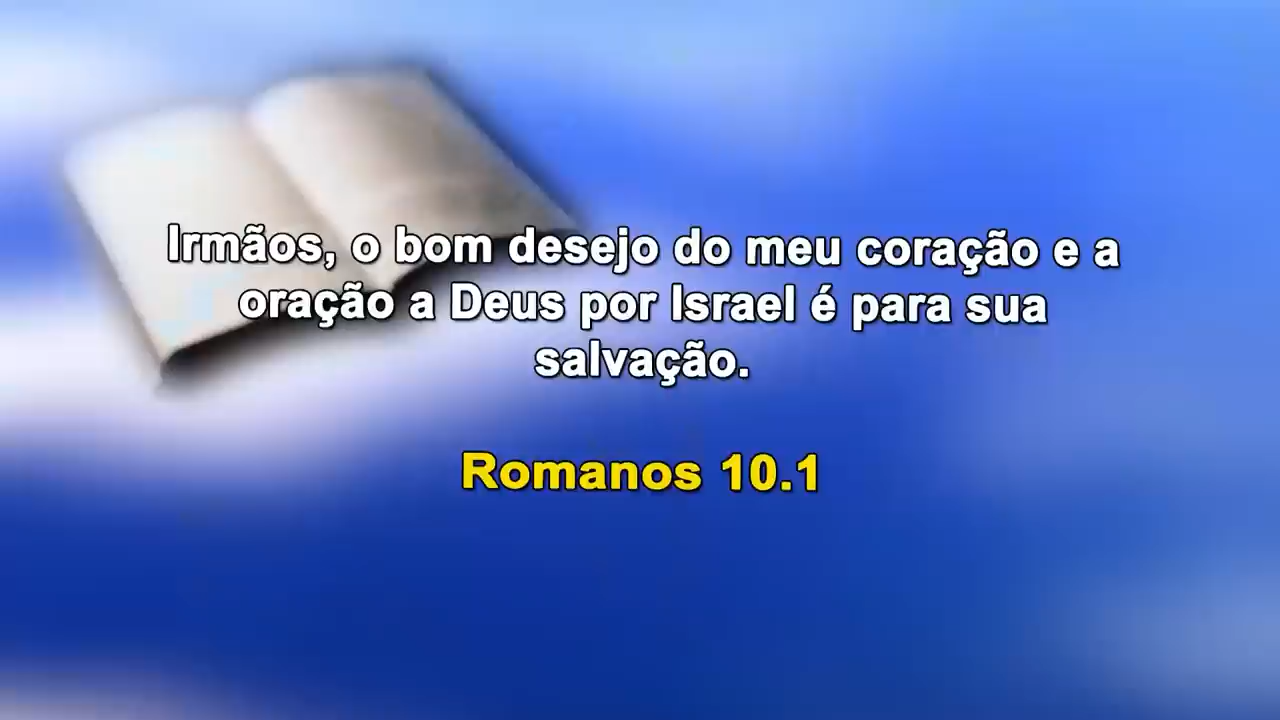 Irmãos, o bom desejo do meu coração e a
oração a Deus por Israel é para sua
salvação.
Romanos 10.1